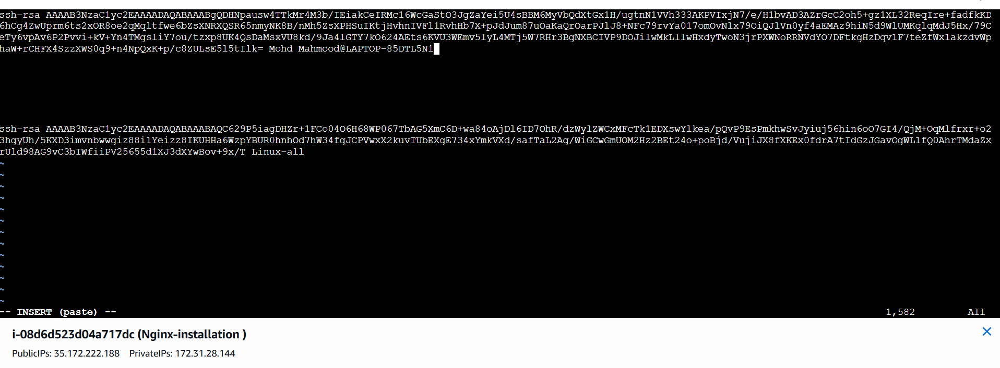 ssh-rsa AAAAB3NzaC1yc2EAAAADAQABAAABgQDHNpausw4TTkMr4M3b/IEiakCeIRMc16WcGaStO3JgZaYei5U4sBBM6MyVbQdXtGx1H/ugtnN1VVh333AKPVIxjN7/e/H1bvAD3AZrGcC2oh5+gz1XL32ReqIre+fadfkKD
6hCg4ZwUprm6ts2xOR8oe2qMqltfwe6bZsXNRXQSR65nmyNK8B/nMh5ZsXPHSuIKtjHvhnIVFl1RvhHb7X+pJdJum87uOaKaQrOarPJlJ8+NFc79rvYa017omOvNlx79OiQJlVn0yf4aEMAz9hiN5d9WlUMKqlqMdJ5Hx/79C
eTy6vpAv6P2Pvvi+kV+Yn4TMgsliY7ou/tzxp8UK4QsDaMsxVU8kd/9Ja4lGTY7kO624AEts6KVU3WEmv5lyL4MTj5W7RHr3BgNXBCIVP9DOJilwMkLllwHxdyTwoN3jrPXWNoRRNVdYO7DFtkgHzDqv1F7teZfWx1akzdvWp
haW+rCHFX4SzzXWS0q9+n4NpQxK+p/c8ZULsE5l5tIlk= Mohd Mahmood@LAPTOP-85DTL5N1
ssh-rsa AAAAB3NzaC1yc2EAAAADAQABAAABAQC629P5iagDHZr+1FCo04O6H68WP067TbAG5XmC6D+wa84oAjDl6ID7OhR/dzWylZWCxMFcTk1EDXswYlkea/pQvP9EsPmkhwSvJyiuj56hin6oO7GI4/QjM+OqMlfrxr+o2
3hgyUh/5KXD3imvnbwwgiz88i1Yeizz8IKUHHa6WzpYBUR0hnhOd7hW34fgJCPVwxX2kuvTUbEXgE734xYmkVXd/safTaL2Ag/WiGCwGmUOM2Hz2BEt24o+poBjd/VujiJX8fXKEx0fdrA7tIdGzJGavOgWL1fQ0AhrTMdaZx
rUld98AG9vC3bIWfiiPV25655d1XJ3dXYwBov+9x/T Linux-all
~
~
~
~
~
~
~
~
~
~
~
~
~
-- INSERT (paste) -- 1,582 All
i-08d6d523d04a717dc (Nginx-installation )
PublicIPs: 35.172.222.188 PrivateIPs: 172.31.28.144